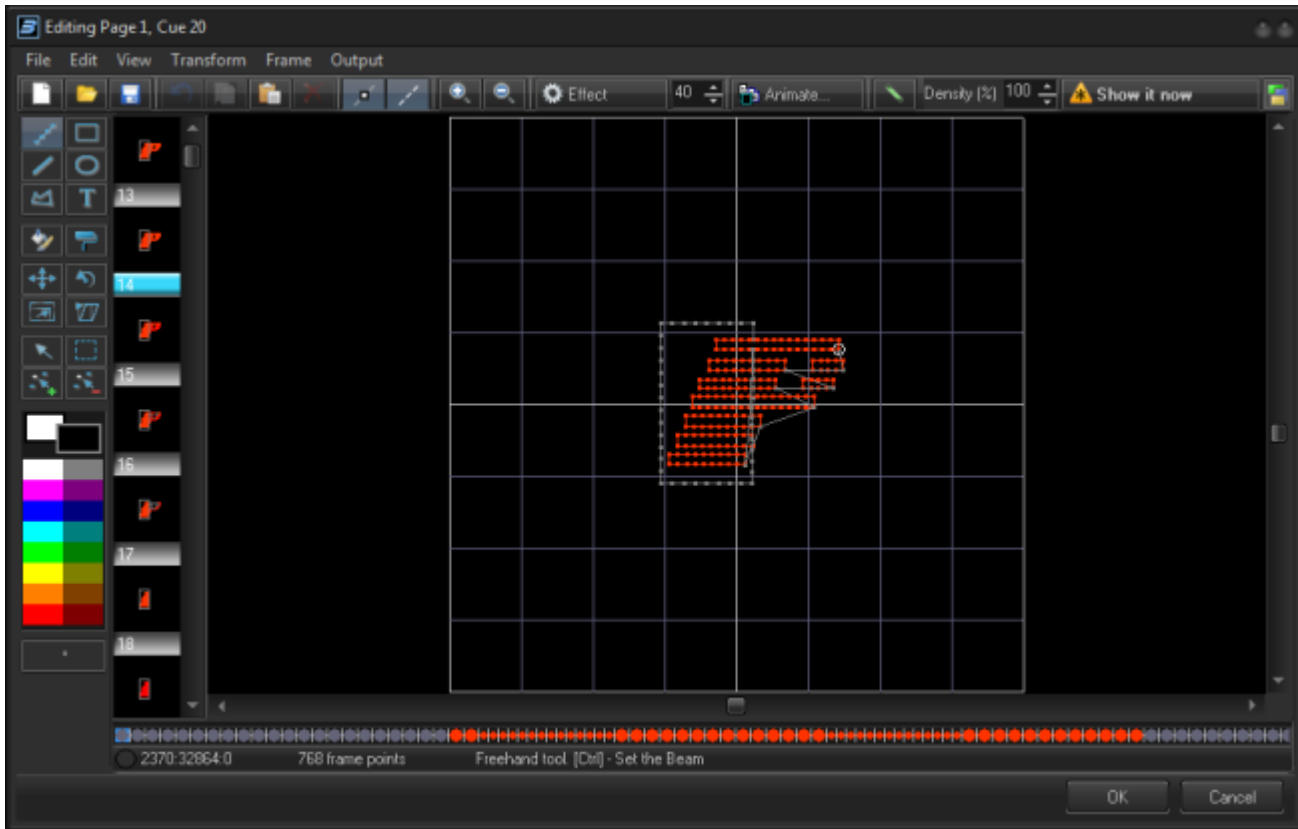 Editing Page 1, Cue 20
File Edit View Transform Frame Output
Effect 40 Animate... Density (%) 100 Show it now
T
13
14
15
16
17
18
2370:32864:0 768 frame points Freehand tool. [Ctrl] - Set the Beam
OK Cancel